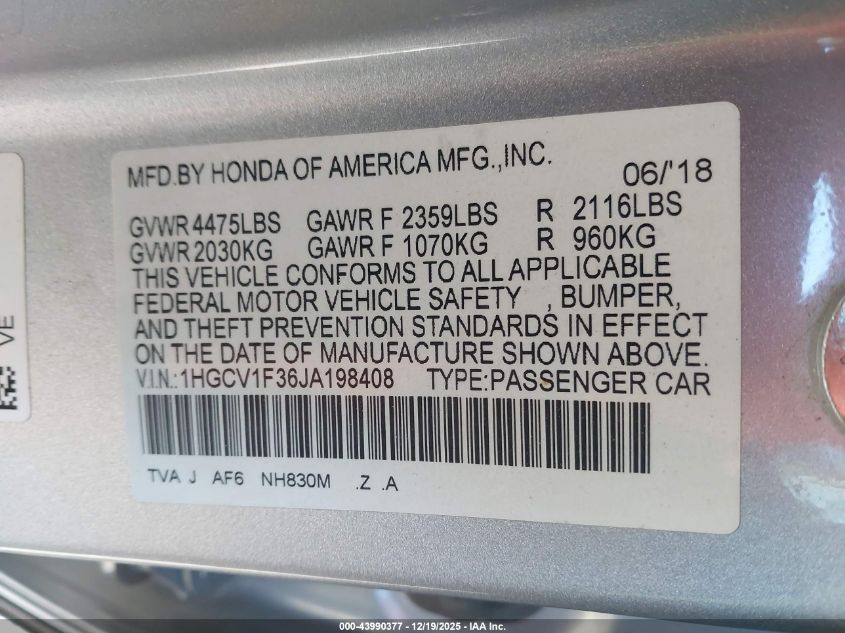 MFD.BY HONDA OF AMERICA MFG.,INC. 06/'18
GVWR 4475LBS GAWR F 2359LBS R 2116LBS
GVWR 2030KG GAWR F 1070KG R 960KG
THIS VEHICLE CONFORMS TO ALL APPLICABLE
FEDERAL MOTOR VEHICLE SAFETY , BUMPER,
AND THEFT PREVENTION STANDARDS IN EFFECT
ON THE DATE OF MANUFACTURE SHOWN ABOVE.
V.I.N.:1HGCV1F36JA198408 TYPE:PASSENGER CAR
TVA J AF6 NH830M .Z .A
VE
000-43990377 - 12/19/2025 - IAA Inc.